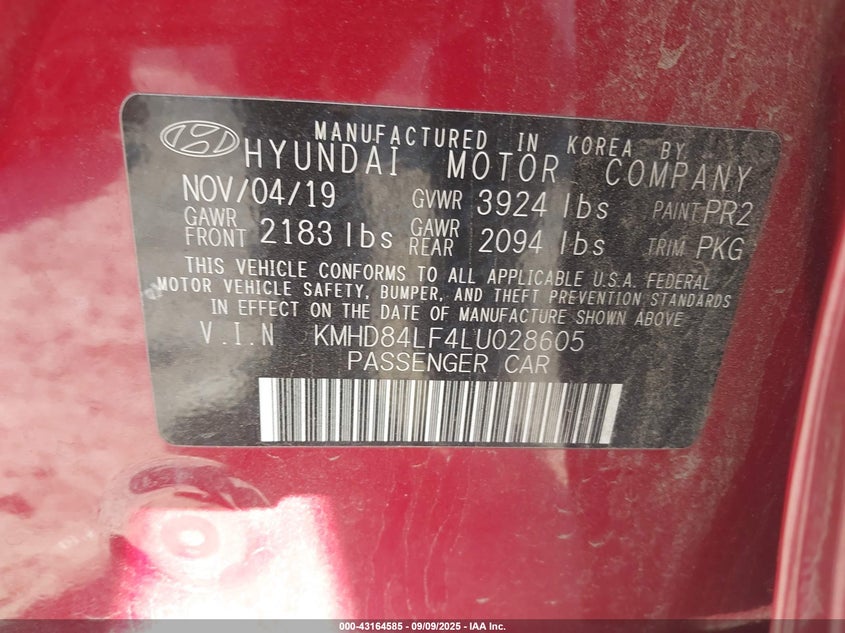 MANUFACTURED IN KOREA BY
HYUNDAI MOTOR COMPANY
NOV/04/19 GVWR 3924 lbs PAINT PR2
GAWR FRONT 2183 lbs GAWR REAR 2094 lbs TRIM PKG
THIS VEHICLE CONFORMS TO ALL APPLICABLE U.S.A. FEDERAL
MOTOR VEHICLE SAFETY, BUMPER, AND THEFT PREVENTION STANDARDS
IN EFFECT ON THE DATE OF MANUFACTURE SHOWN ABOVE.
V.I.N KMHD84LF4LU028605
PASSENGER CAR
000-43164585 - 09/09/2025 - IAA Inc.